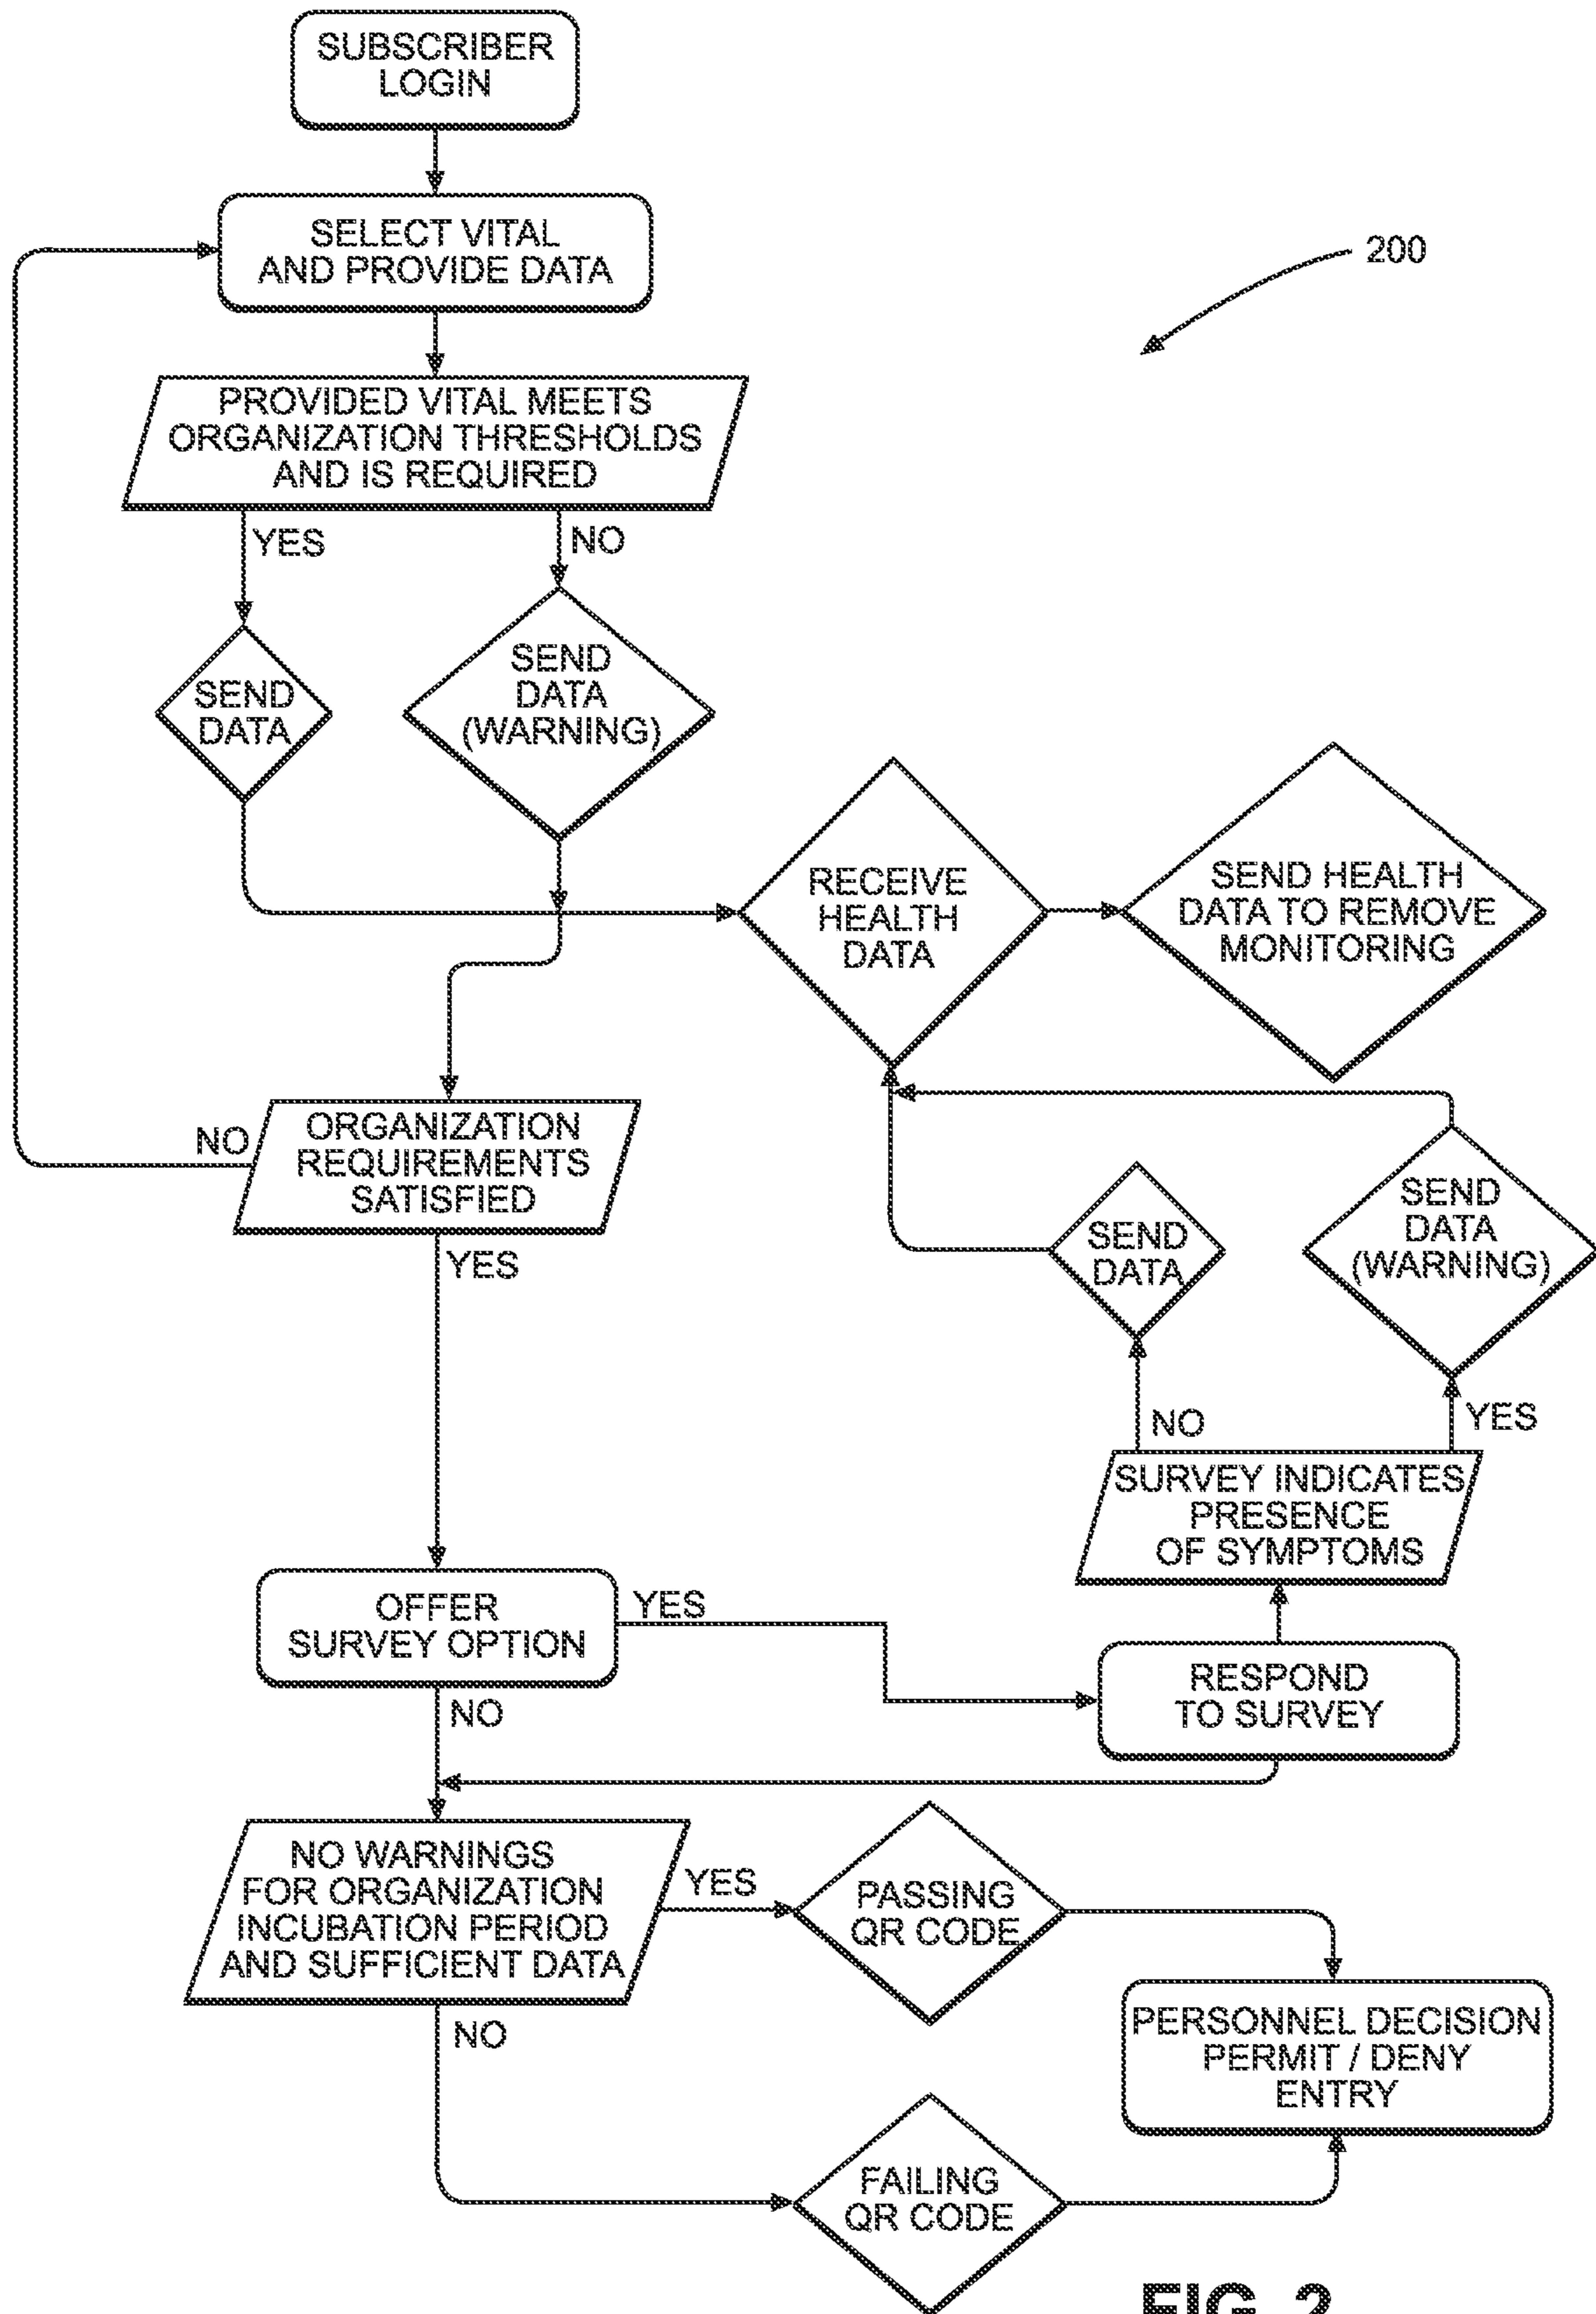 SUBSCRIBER
LOGIN
SELECT VITAL
AND PROVIDE DATA
200
PROVIDED VITAL MEETS
ORGANIZATION THRESHOLDS
AND IS REQUIRED
YES
NO
SEND
DATA
SEND
DATA
(WARNING)
RECEIVE
HEALTH
DATA
SEND HEALTH
DATA TO REMOVE
MONITORING
NO
ORGANIZATION
REQUIREMENTS
SATISFIED
YES
SEND
DATA
SEND
DATA
(WARNING)
NO
YES
SURVEY INDICATES
PRESENCE
OF SYMPTOMS
OFFER
SURVEY OPTION
YES
NO
RESPOND
TO SURVEY
NO WARNINGS
FOR ORGANIZATION
INCUBATION PERIOD
AND SUFFICIENT DATA
YES
NO
PASSING
QR CODE
PERSONNEL DECISION
PERMIT / DENY
ENTRY
FAILING
QR CODE
FIG. 2